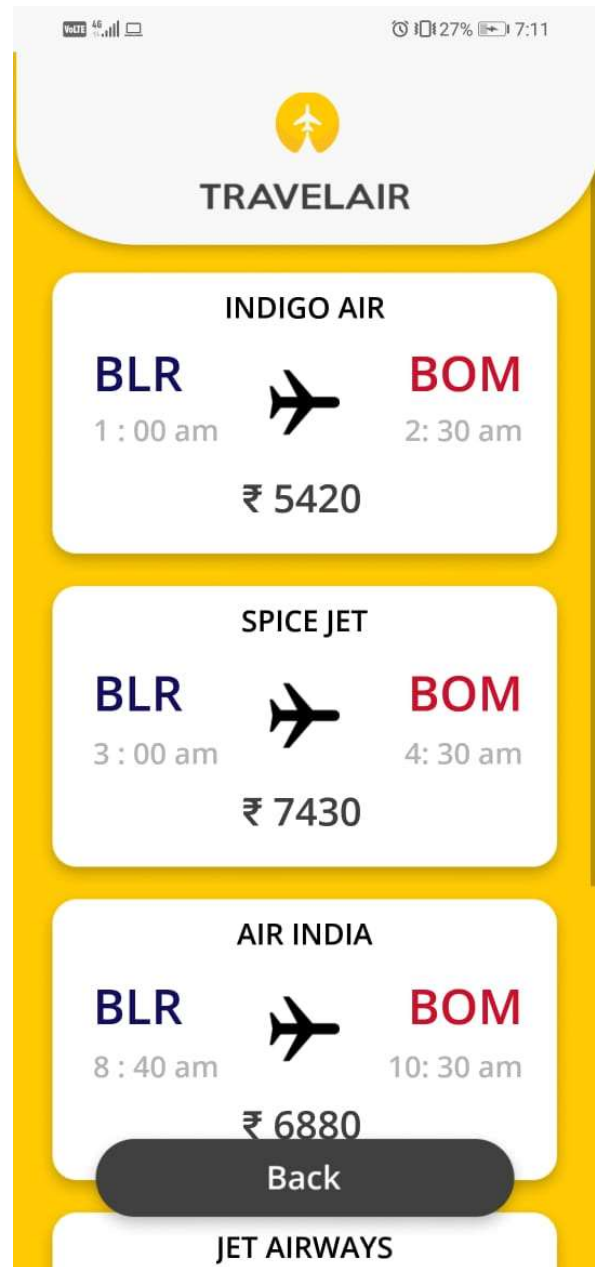 VoLTE 4G 27% 7:11
TRAVELAIR
INDIGO AIR
BLR BOM
1 : 00 am 2: 30 am
₹ 5420
SPICE JET
BLR BOM
3 : 00 am 4: 30 am
₹ 7430
AIR INDIA
BLR BOM
8 : 40 am 10: 30 am
₹ 6880
Back
JET AIRWAYS